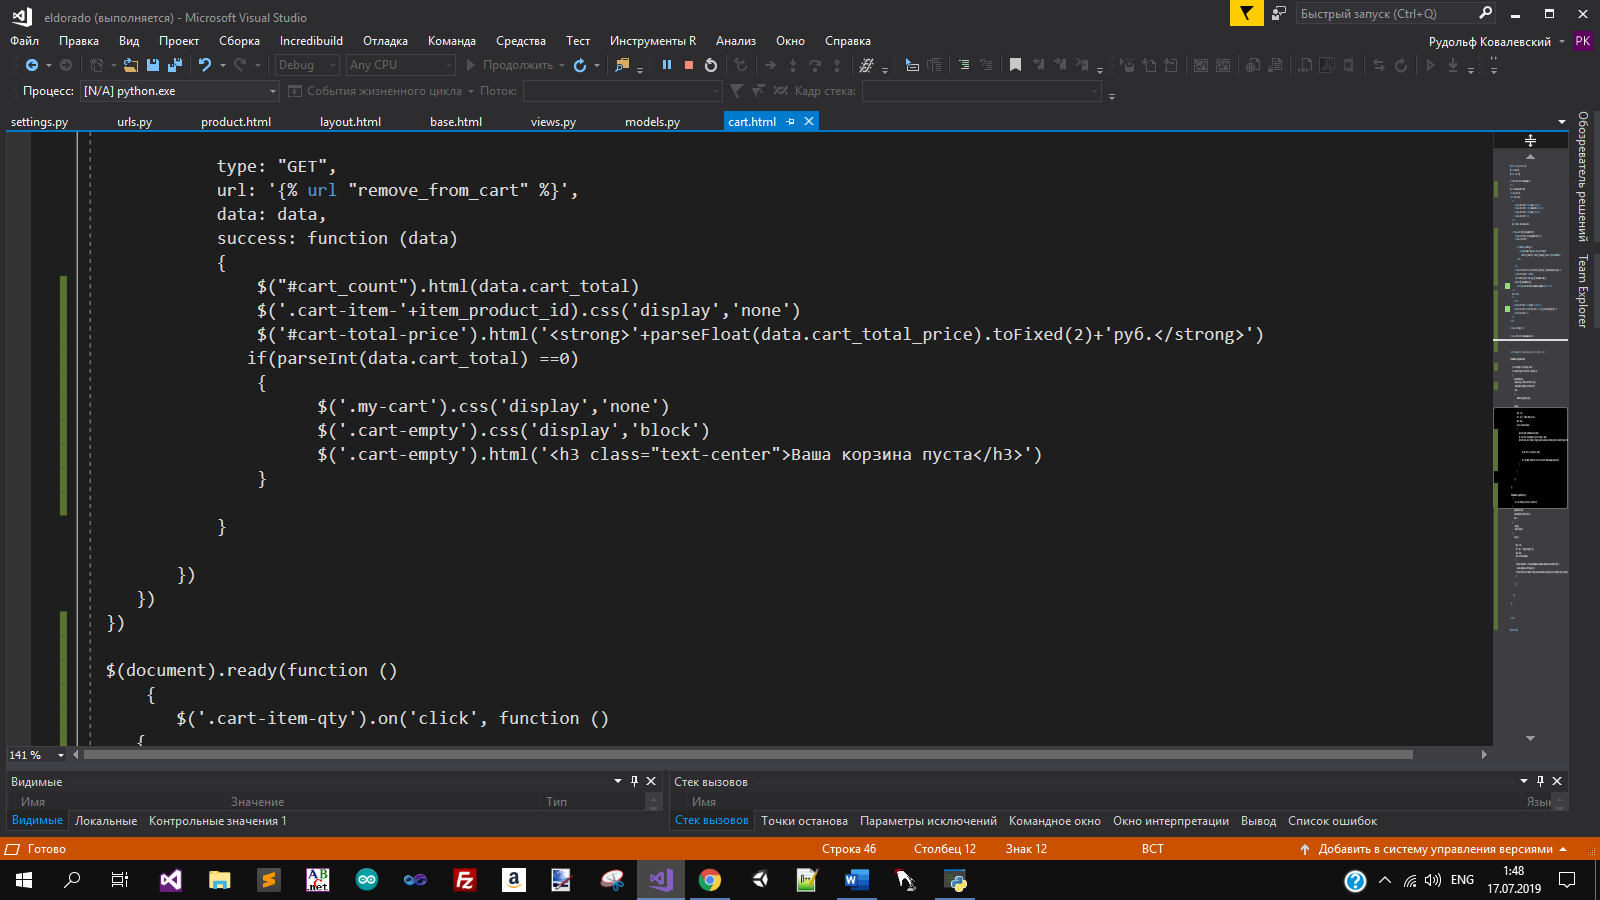 eldorado (выполняется) - Microsoft Visual Studio
Быстрый запуск (Ctrl+Q)
Файл Правка Вид Проект Сборка Incredibuild Отладка Команда Средства Тест Инструменты R Анализ Окно Справка
Рудольф Ковалевский РК
Debug Any CPU Продолжить
Процесс: [N/A] python.exe События жизненного цикла Поток: Кадр стека:
settings.py urls.py product.html layout.html base.html views.py models.py cart.html
type: "GET",
url: '{% url "remove_from_cart" %}',
data: data,
success: function (data)
{
$("#cart_count").html(data.cart_total)
$('.cart-item-'+item_product_id).css('display','none')
$('#cart-total-price').html('<strong>'+parseFloat(data.cart_total_price).toFixed(2)+'руб.</strong>')
if(parseInt(data.cart_total) ==0)
{
$('.my-cart').css('display','none')
$('.cart-empty').css('display','block')
$('.cart-empty').html('<h3 class="text-center">Ваша корзина пуста</h3>')
}
}
})
})
})
$(document).ready(function ()
{
$('.cart-item-qty').on('click', function ()
{
Обозреватель решений
Team Explorer
141 %
Видимые
Имя Значение Тип
Видимые Локальные Контрольные значения 1
Стек вызовов
Имя Язык
Стек вызовов Точки останова Параметры исключений Командное окно Окно интерпретации Вывод Список ошибок
Готово Строка 46 Столбец 12 Знак 12 ВСТ Добавить в систему управления версиями
ENG
1:48
17.07.2019